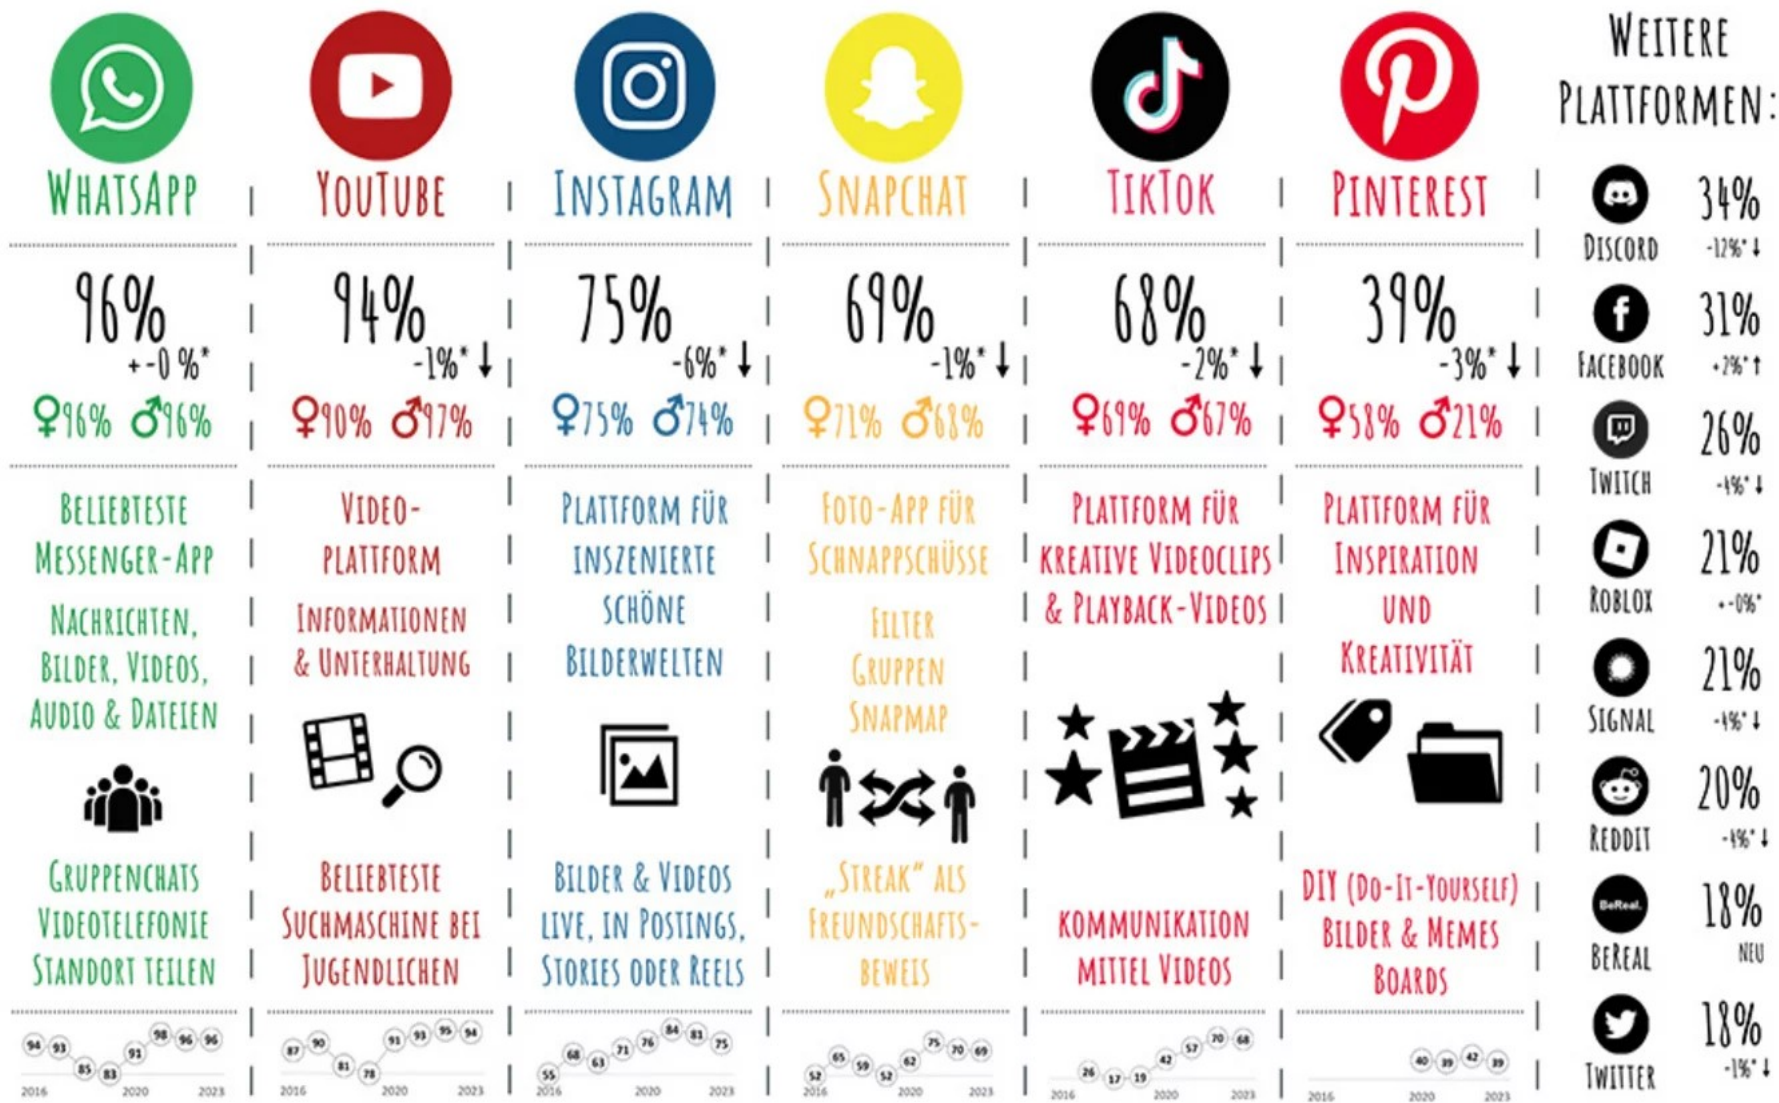 WHATSAPP
96%
+-0 %*
♀96% ♂96%
BELIEBTESTE
MESSENGER-APP
NACHRICHTEN,
BILDER, VIDEOS,
AUDIO & DATEIEN
GRUPPENCHATS
VIDEOTELEFONIE
STANDORT TEILEN
94 93 85 83 91 98 96 96
2016 2020 2023
YOUTUBE
94%
-1%* ↓
♀90% ♂97%
VIDEO-
PLATTFORM
INFORMATIONEN
& UNTERHALTUNG
BELIEBTESTE
SUCHMASCHINE BEI
JUGENDLICHEN
87 90 81 78 91 93 95 94
2016 2020 2023
INSTAGRAM
75%
-6%* ↓
♀75% ♂74%
PLATTFORM FÜR
INSZENIERTE
SCHÖNE
BILDERWELTEN
BILDER & VIDEOS
LIVE, IN POSTINGS,
STORIES ODER REELS
55 68 63 71 76 84 81 75
2016 2020 2023
SNAPCHAT
69%
-1%* ↓
♀71% ♂68%
FOTO-APP FÜR
SCHNAPPSCHÜSSE
FILTER
GRUPPEN
SNAPMAP
„STREAK“ ALS
FREUNDSCHAFTS-
BEWEIS
52 65 59 52 62 75 70 69
2016 2020 2023
TIKTOK
68%
-2%* ↓
♀69% ♂67%
PLATTFORM FÜR
KREATIVE VIDEOCLIPS
& PLAYBACK-VIDEOS
KOMMUNIKATION
MITTEL VIDEOS
26 17 19 42 57 70 68
2016 2020 2023
PINTEREST
39%
-3%* ↓
♀58% ♂21%
PLATTFORM FÜR
INSPIRATION
UND
KREATIVITÄT
DIY (DO-IT-YOURSELF)
BILDER & MEMES
BOARDS
40 39 42 39
2016 2020 2023
WEITERE
PLATTFORMEN:
34%
DISCORD -12%* ↓
31%
FACEBOOK +2%* ↑
26%
TWITCH -4%* ↓
21%
ROBLOX +-0%*
21%
SIGNAL -4%* ↓
20%
REDDIT -4%* ↓
BeReal. 18%
BEREAL NEU
18%
TWITTER -1%* ↓